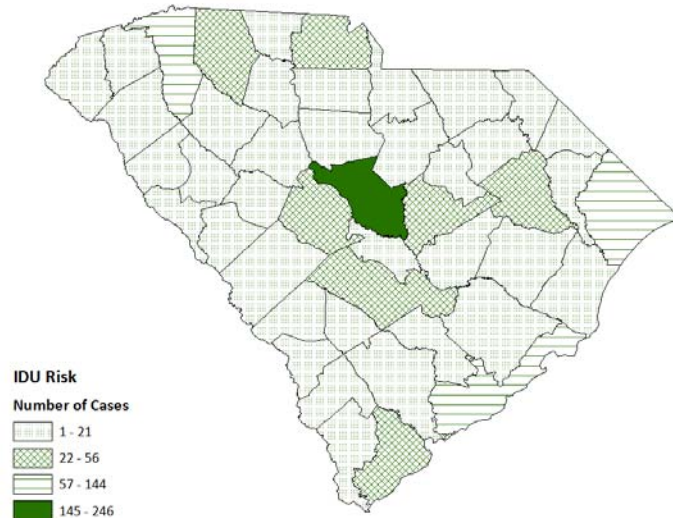 IDU Risk
Number of Cases
1 - 21
22 - 56
57 - 144
145 - 246